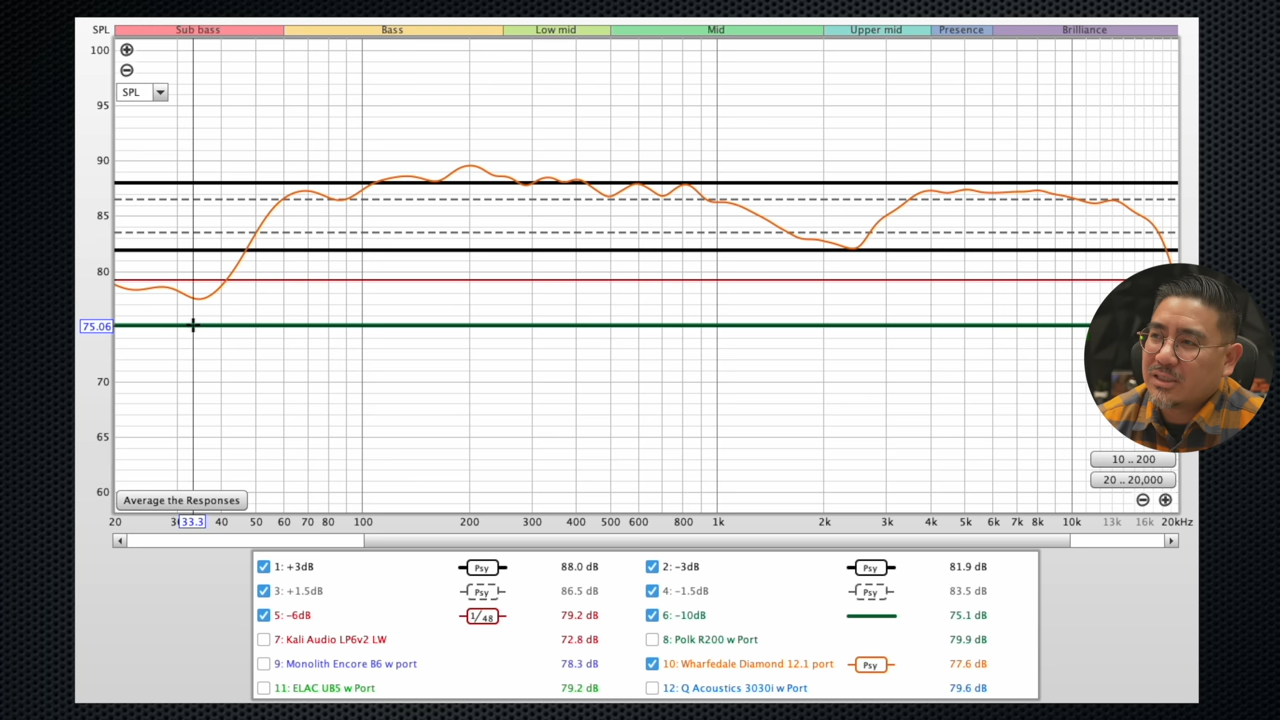 SPL Sub bass Bass Low mid Mid Upper mid Presence Brilliance
100
SPL
95
90
85
80
75.06
70
65
60
10 .. 200
20 .. 20,000
Average the Responses
20 33.3 40 50 60 70 80 100 200 300 400 500 600 800 1k 2k 3k 4k 5k 6k 7k 8k 10k 13k 16k 20kHz
1: +3dB Psy 88.0 dB 2: -3dB Psy 81.9 dB
3: +1.5dB Psy 86.5 dB 4: -1.5dB Psy 83.5 dB
5: -6dB 1/48 79.2 dB 6: -10dB 75.1 dB
7: Kali Audio LP6v2 LW 72.8 dB 8: Polk R200 w Port 79.9 dB
9: Monolith Encore B6 w port 78.3 dB 10: Wharfedale Diamond 12.1 port Psy 77.6 dB
11: ELAC UB5 w Port 79.2 dB 12: Q Acoustics 3030i w Port 79.6 dB